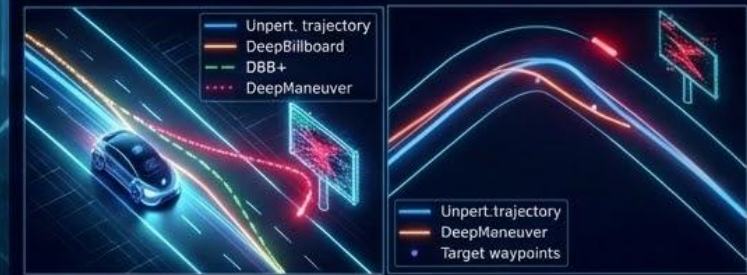 Unpert. trajectory
DeepBillboard
DBB+
DeepManeuver
Unpert.trajectory
DeepManeuver
Target waypoints